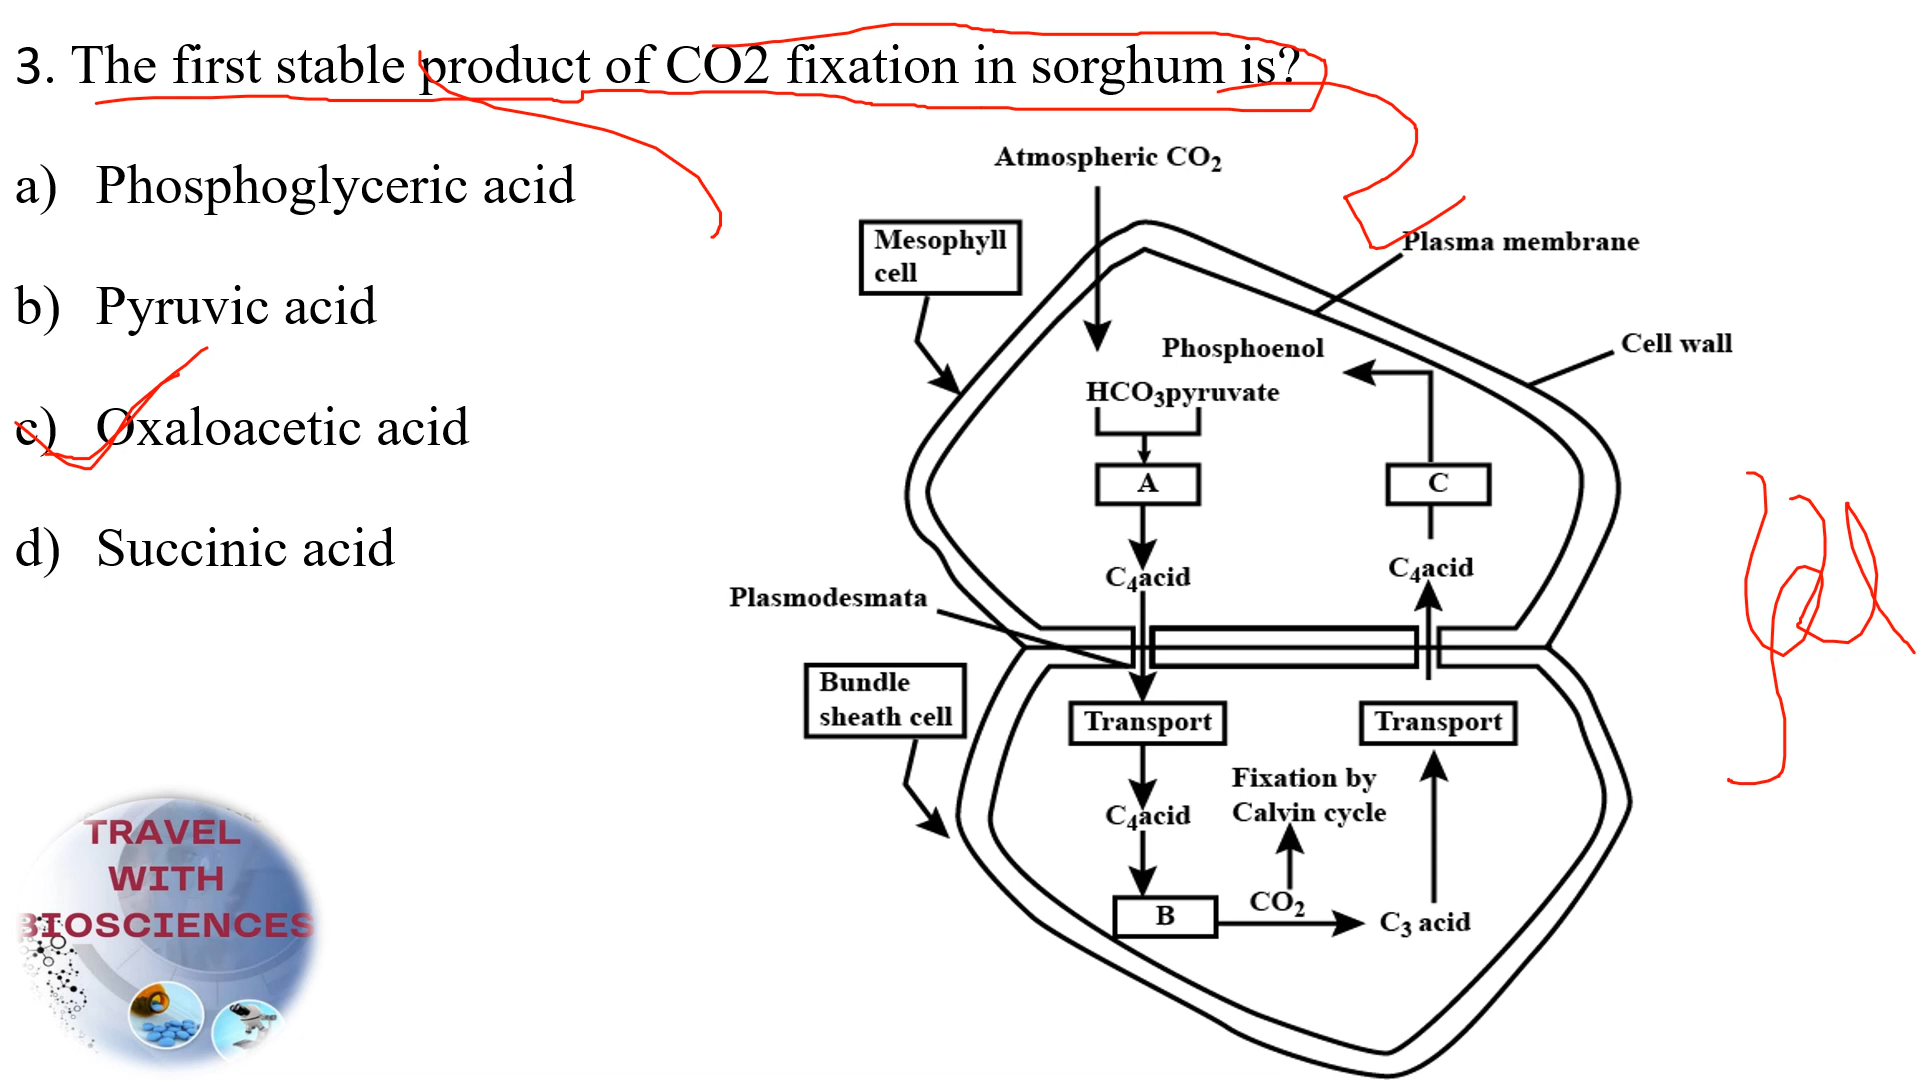 3. The first stable product of CO2 fixation in sorghum is?
a) Phosphoglyceric acid
b) Pyruvic acid
c) Oxaloacetic acid
d) Succinic acid
Atmospheric CO₂
Mesophyll
cell
Plasma membrane
Cell wall
Phosphoenol
HCO₃pyruvate
A
C
C₄acid
C₄acid
Plasmodesmata
Bundle
sheath cell
Transport
Transport
Fixation by
Calvin cycle
C₄acid
B
CO₂
C₃ acid
TRAVEL
WITH
BIOSCIENCES